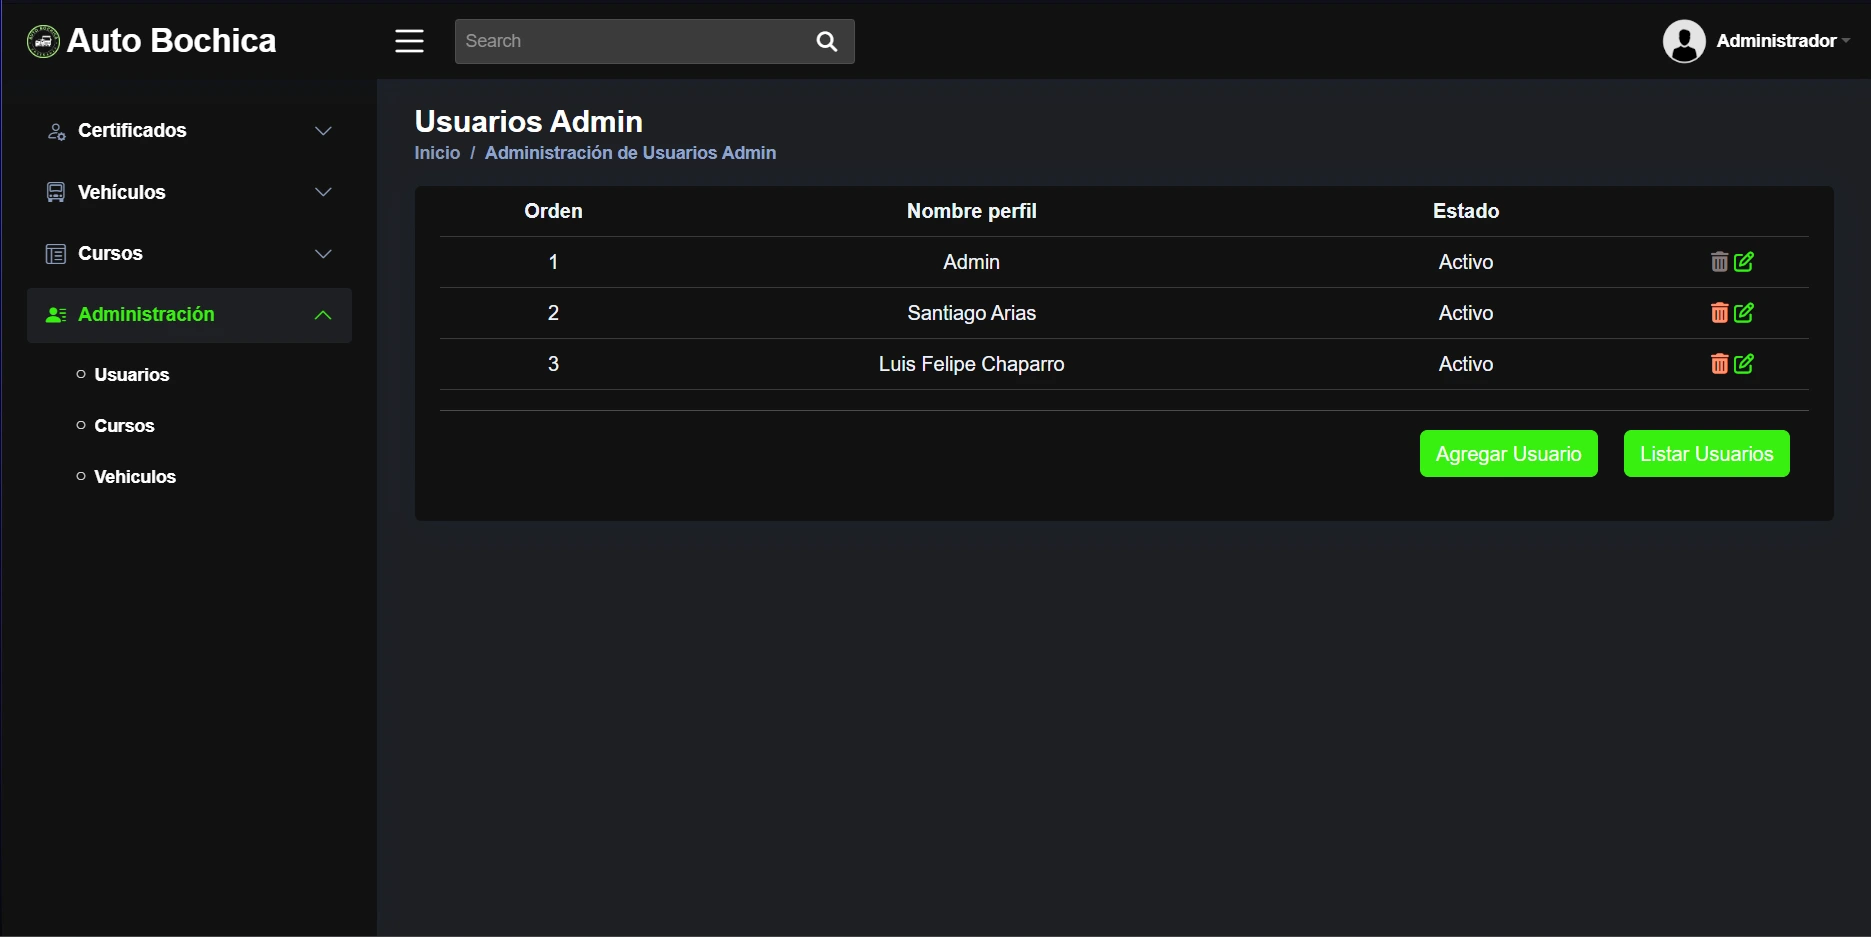 Auto Bochica
Search
Administrador
Certificados
Vehículos
Cursos
Administración
Usuarios
Cursos
Vehiculos
Usuarios Admin
Inicio / Administración de Usuarios Admin
Orden Nombre perfil Estado
1 Admin Activo
2 Santiago Arias Activo
3 Luis Felipe Chaparro Activo
Agregar Usuario Listar Usuarios